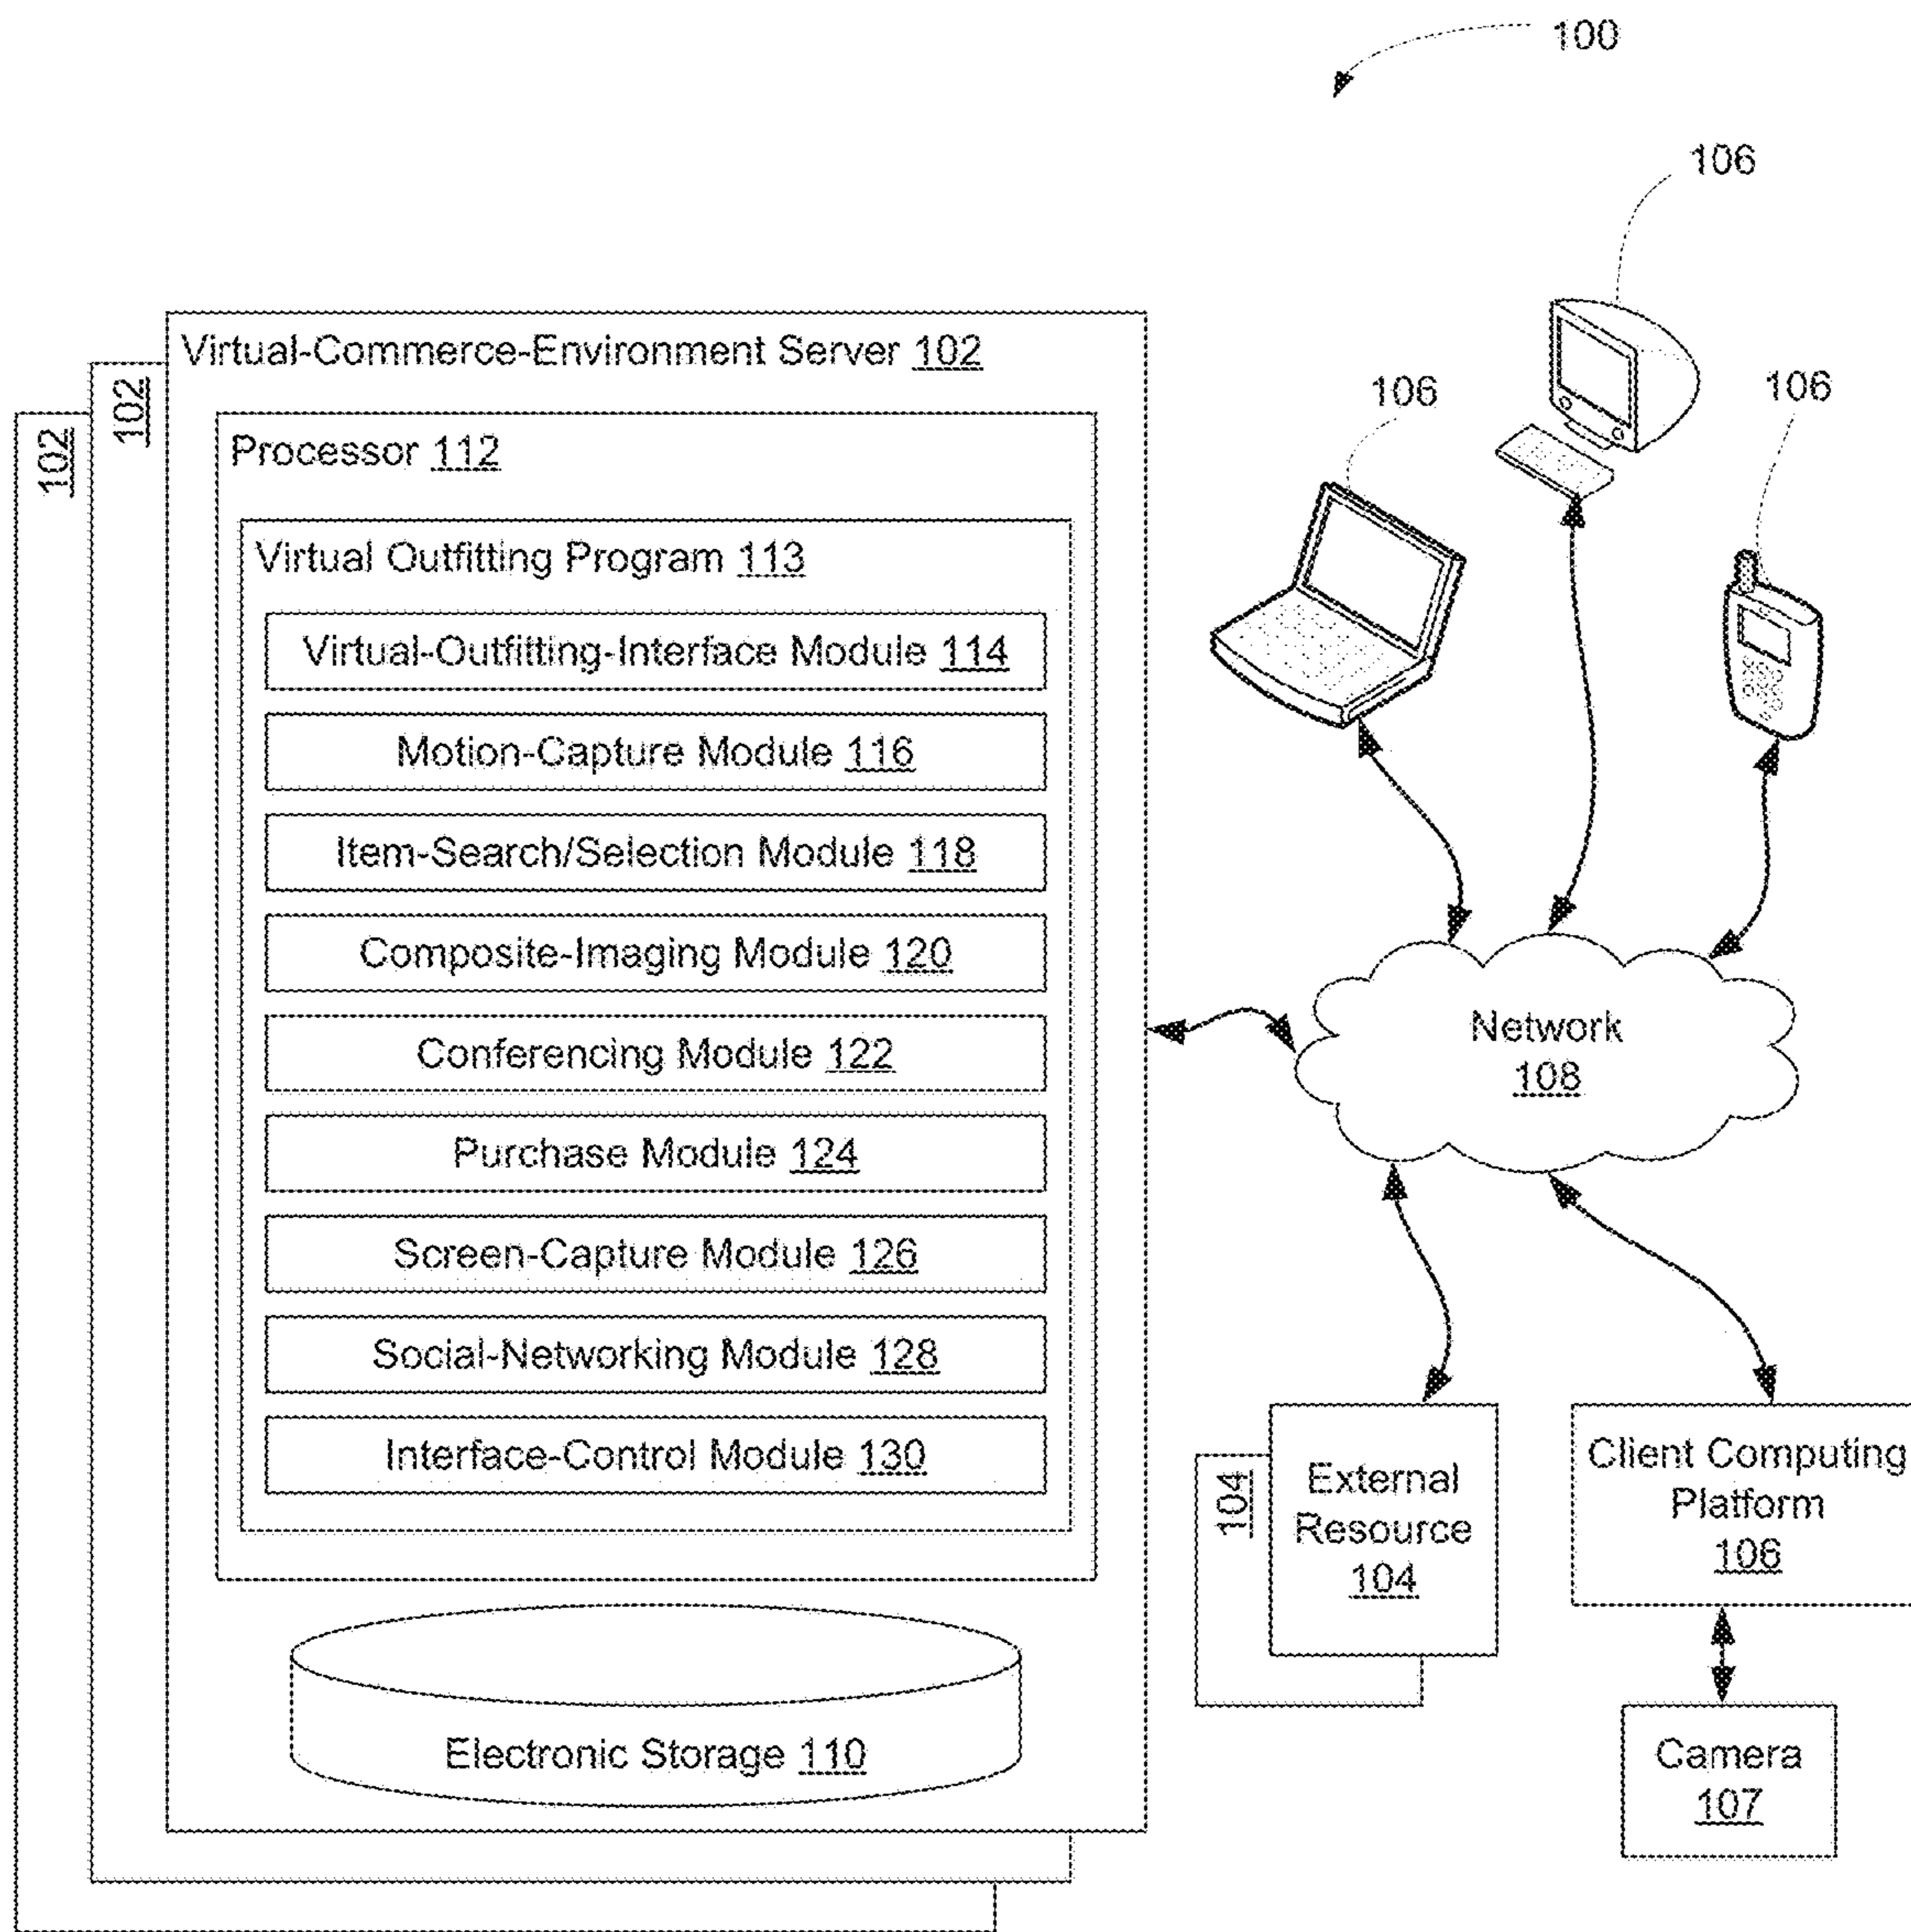 100
106
106
106
Virtual-Commerce-Environment Server 102
102
102
Processor 112
Virtual Outfitting Program 113
Virtual-Outfitting-Interface Module 114
Motion-Capture Module 116
Item-Search/Selection Module 118
Composite-Imaging Module 120
Conferencing Module 122
Purchase Module 124
Screen-Capture Module 126
Social-Networking Module 128
Interface-Control Module 130
Electronic Storage 110
Network
108
104
External
Resource
104
Client Computing
Platform
106
Camera
107